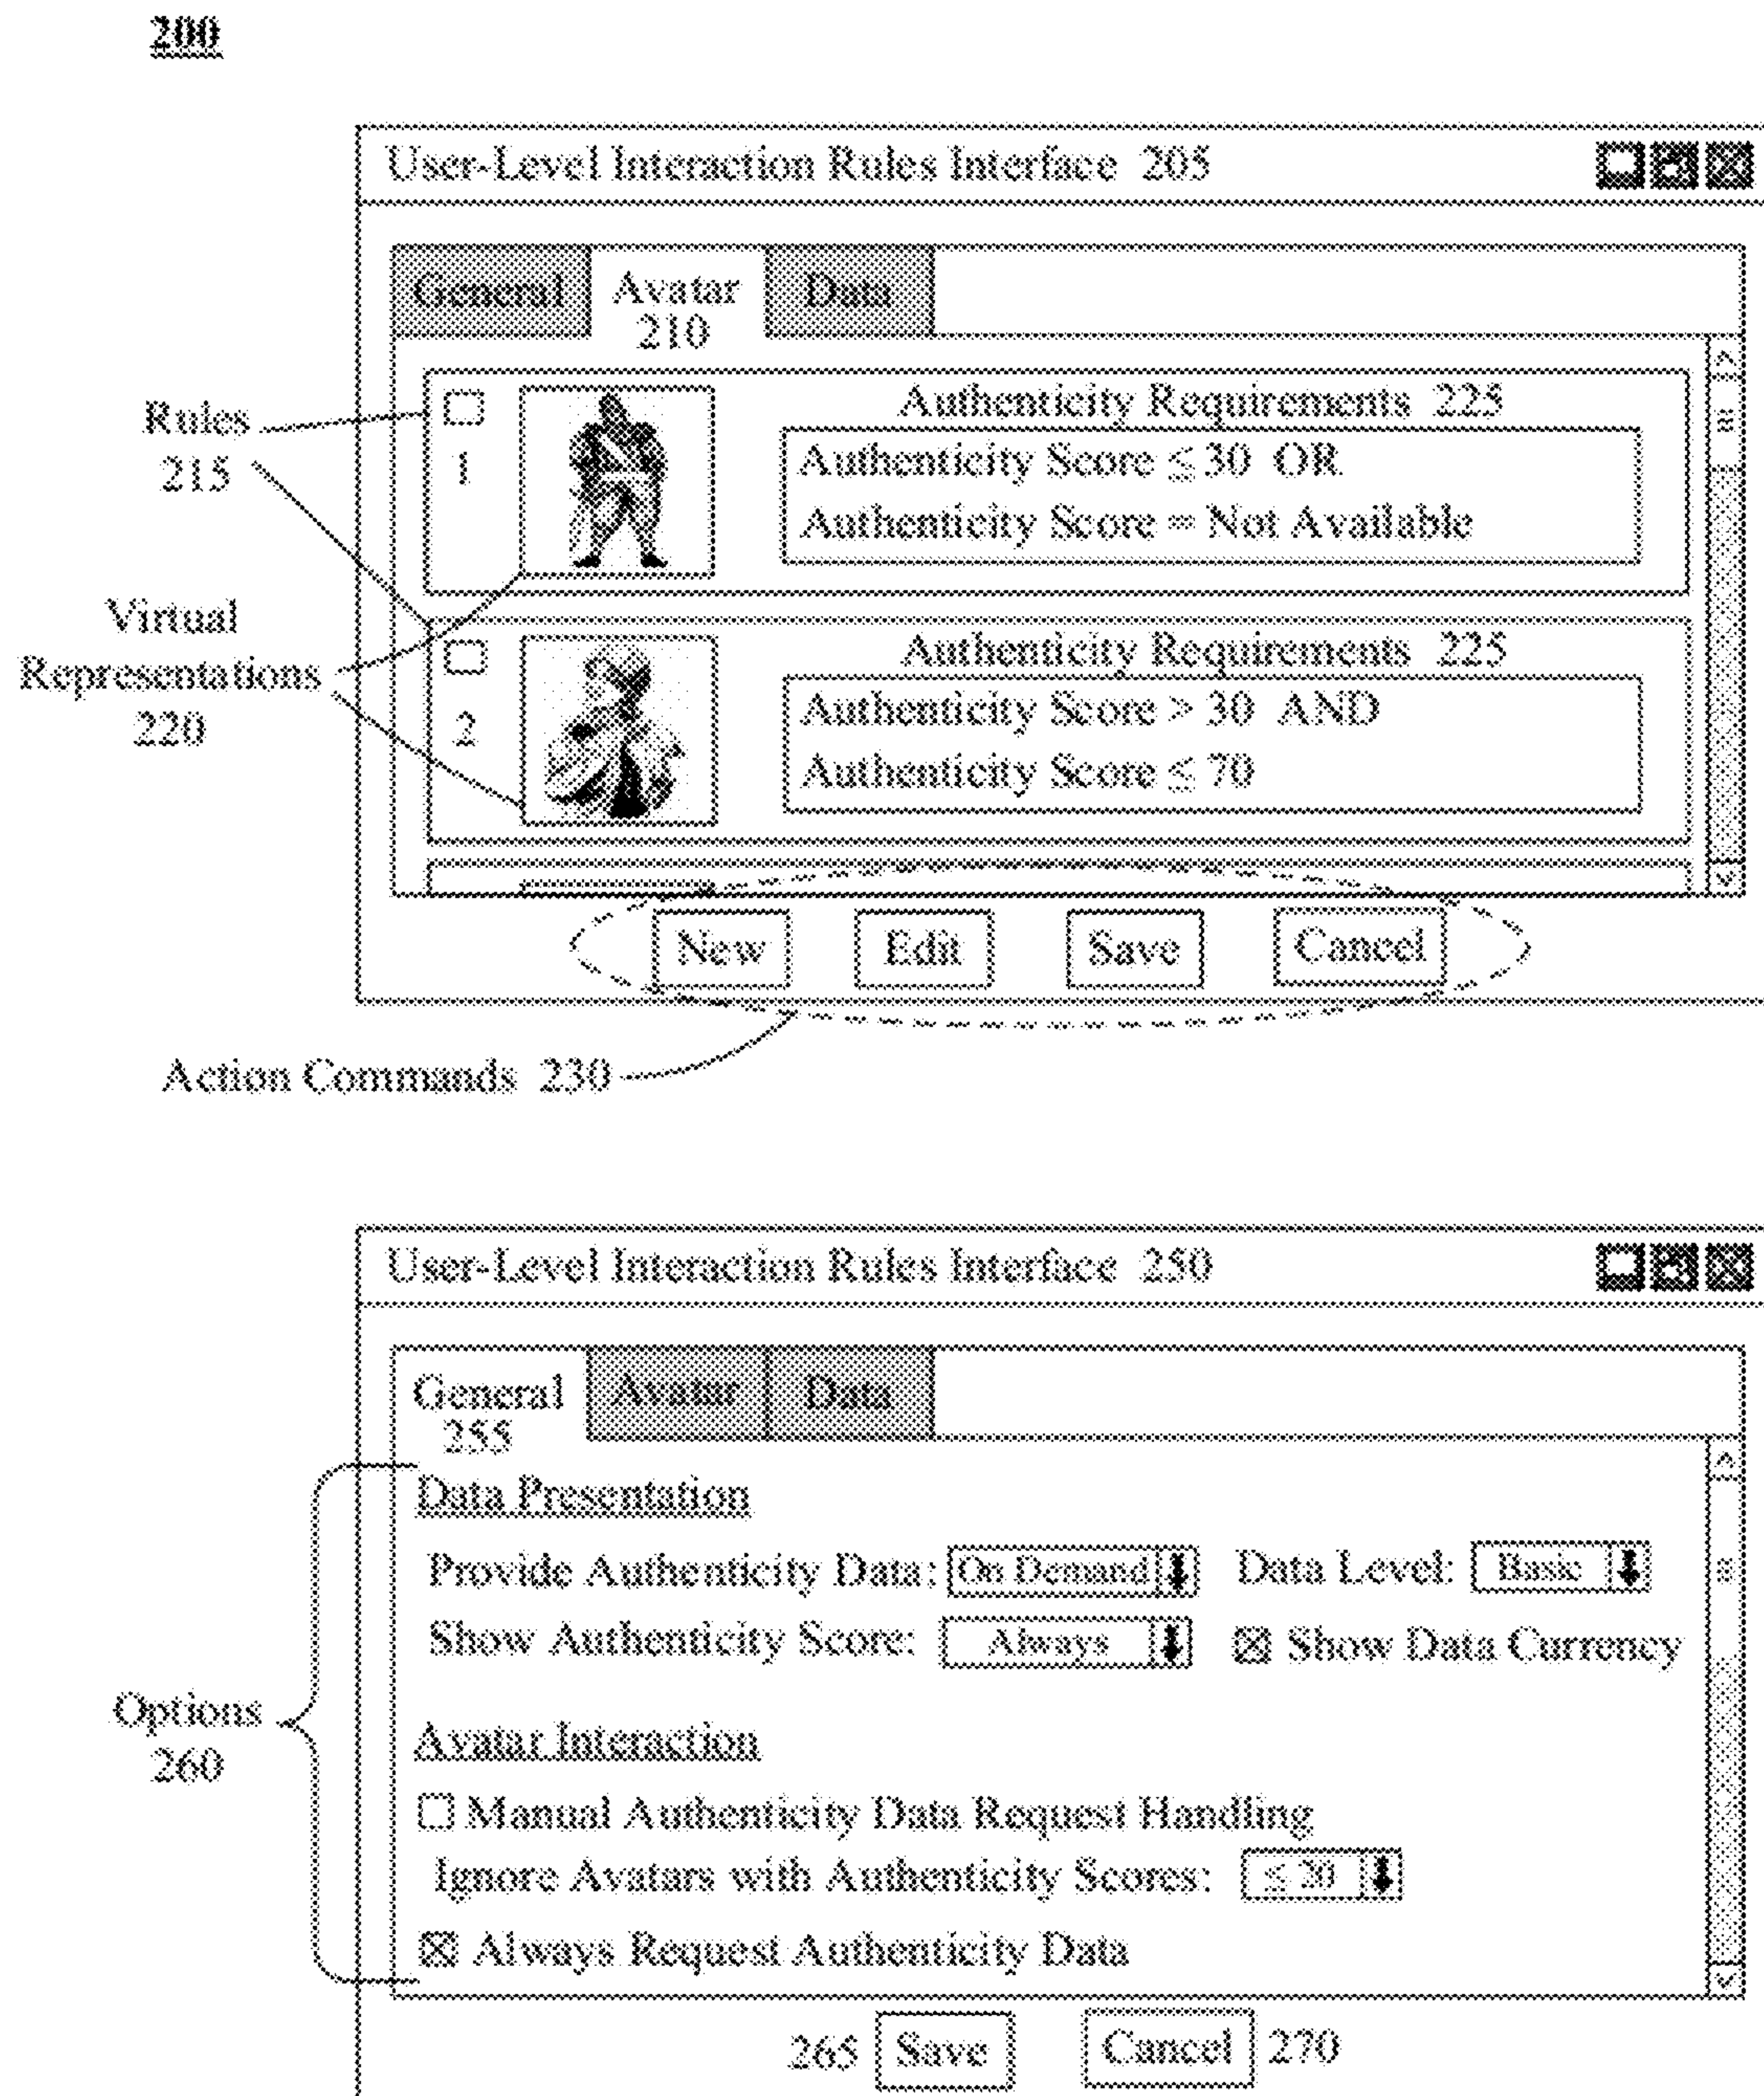 200
User-Level Interaction Rules Interface 205
General
Avatar
210
Data
Rules
215
1
Authenticity Requirements 225
Authenticity Score ≤ 30 OR
Authenticity Score = Not Available
Virtual
Representations
220
2
Authenticity Requirements 225
Authenticity Score > 30 AND
Authenticity Score ≤ 70
New
Edit
Save
Cancel
Action Commands 230
User-Level Interaction Rules Interface 250
General
255
Avatar
Data
Data Presentation
Provide Authenticity Data: On Demand Data Level: Basic
Show Authenticity Score: Always Show Data Currency
Options
260
Avatar Interaction
Manual Authenticity Data Request Handling
Ignore Avatars with Authenticity Scores: ≤ 20
Always Request Authenticity Data
265 Save Cancel 270